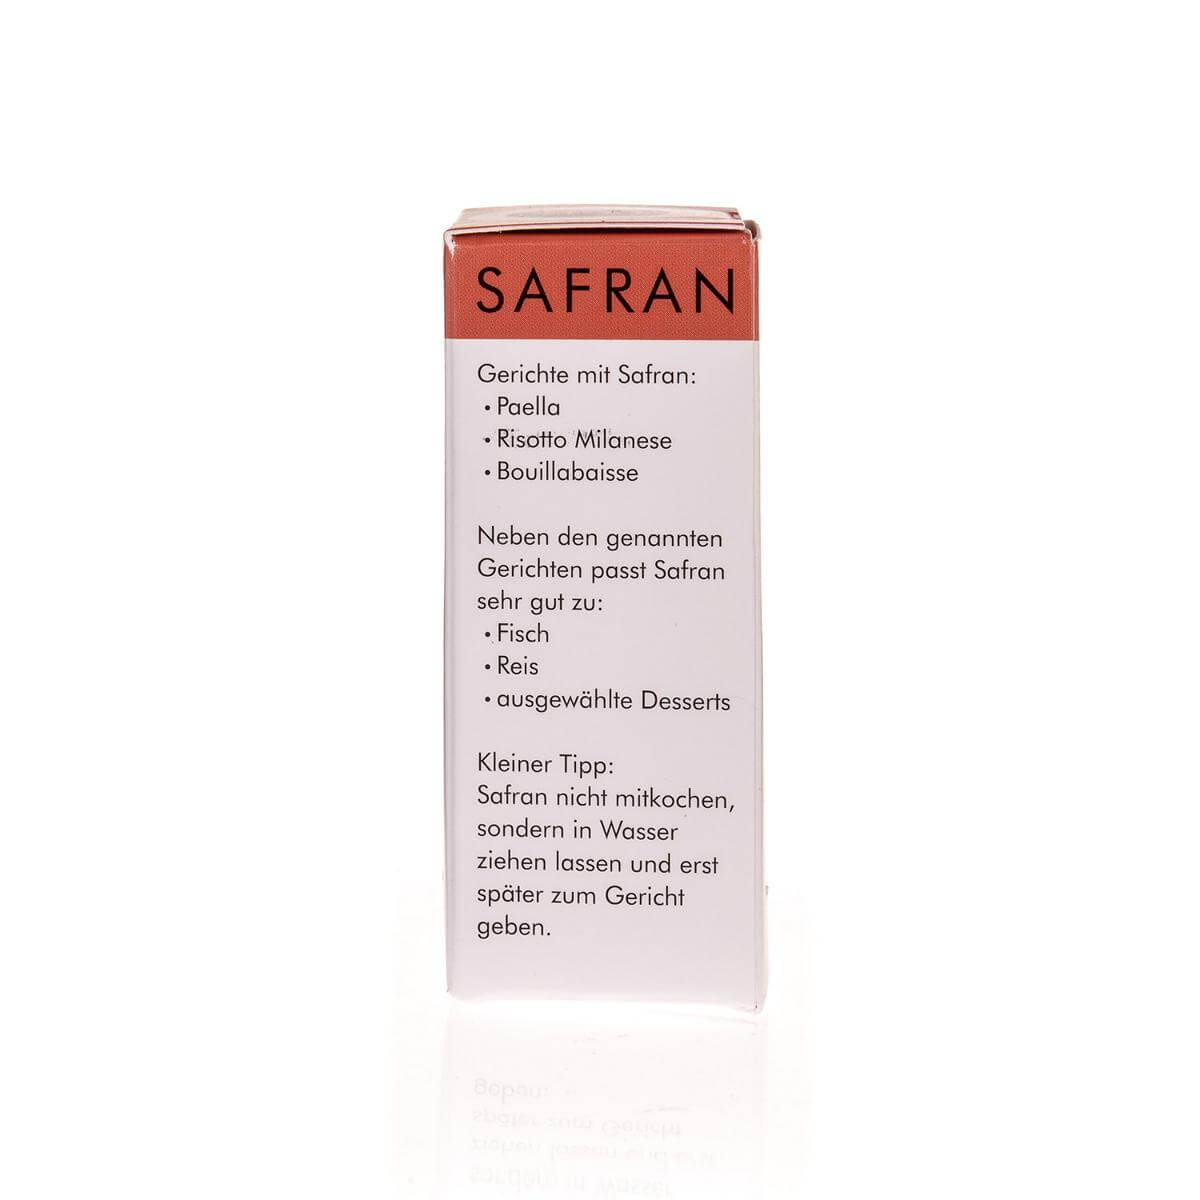 SAFRAN
Gerichte mit Safran:
• Paella
• Risotto Milanese
• Bouillabaisse
Neben den genannten
Gerichten passt Safran
sehr gut zu:
• Fisch
• Reis
• ausgewählte Desserts
Kleiner Tipp:
Safran nicht mitkochen,
sondern in Wasser
ziehen lassen und erst
später zum Gericht
geben.